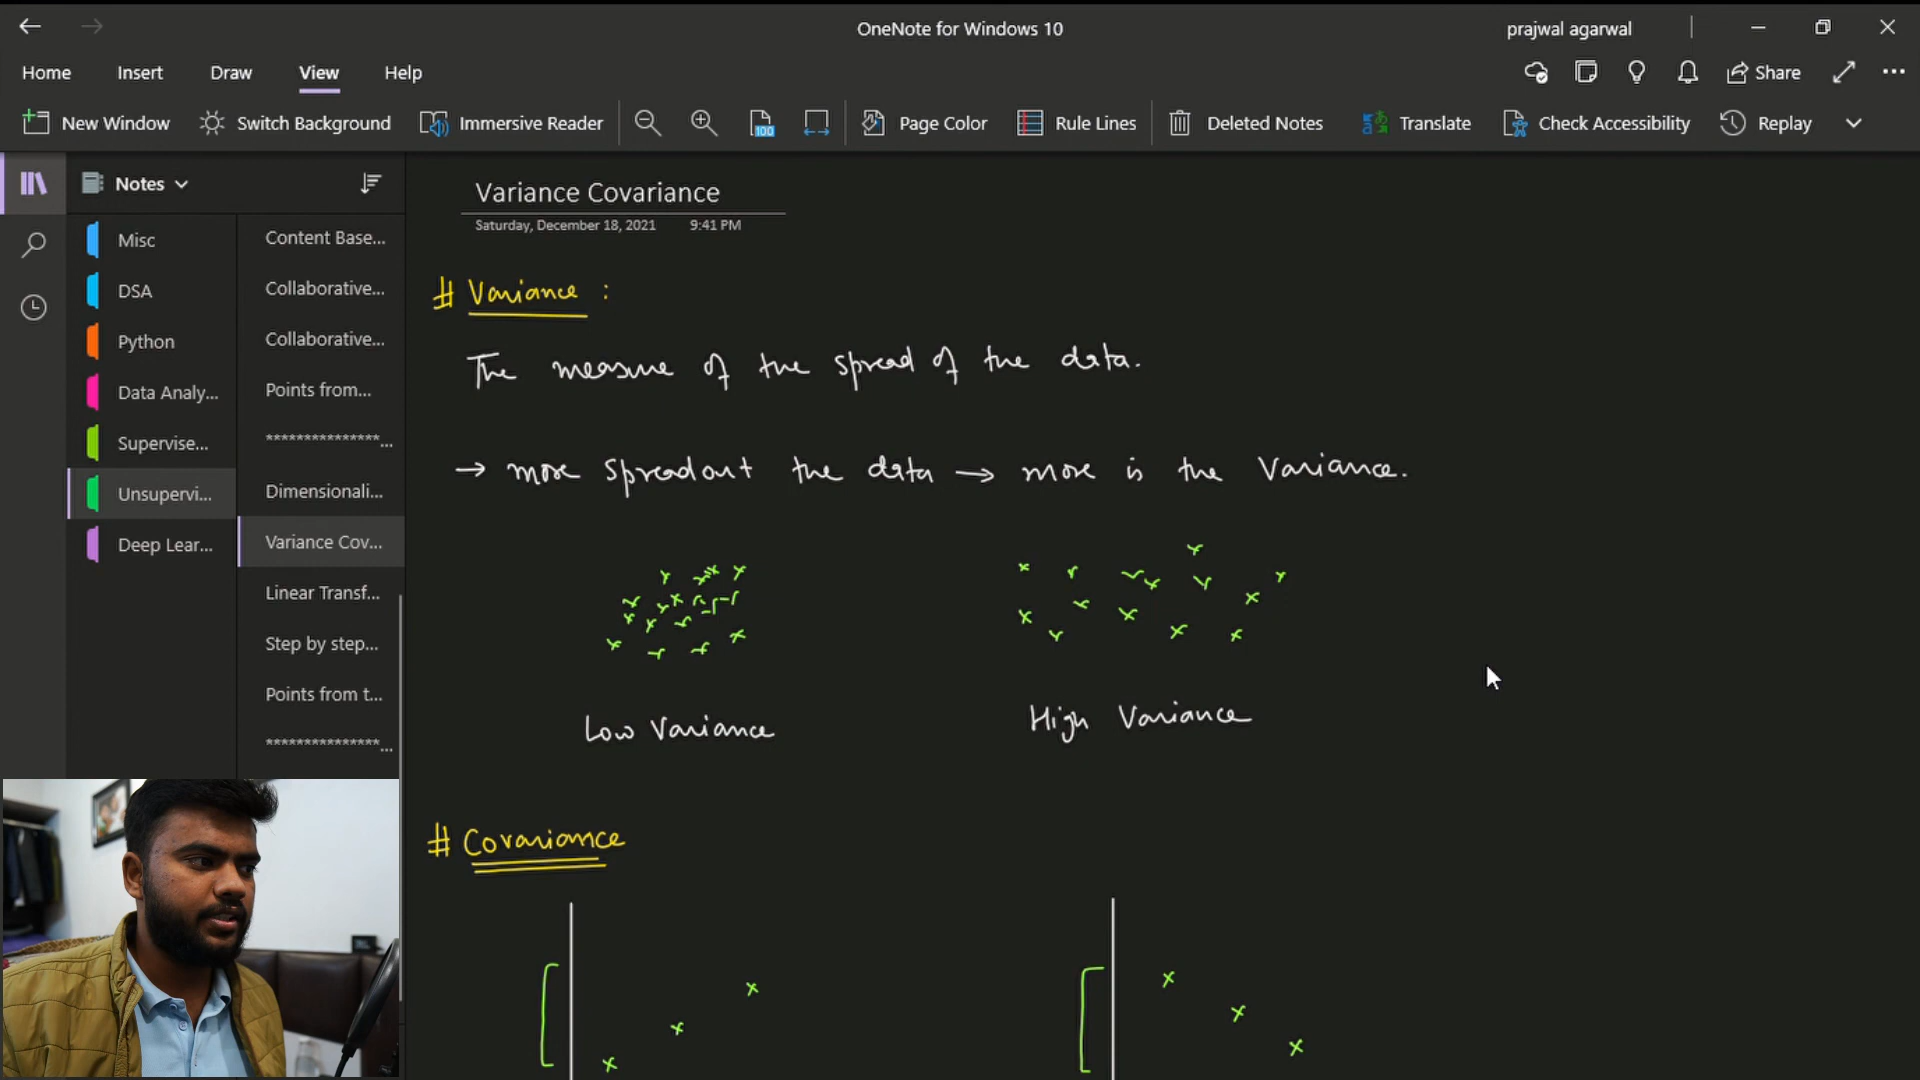 OneNote for Windows 10
prajwal agarwal
Home Insert Draw View Help
Share
New Window Switch Background Immersive Reader 100 Page Color Rule Lines Deleted Notes Translate Check Accessibility Replay
Notes
Misc
DSA
Python
Data Analy...
Supervise...
Unsupervi...
Deep Lear...
Content Base...
Collaborative...
Collaborative...
Points from...
***************...
Dimensionali...
Variance Cov...
Linear Transf...
Step by step...
Points from t...
***************...
Variance Covariance
Saturday, December 18, 2021 9:41 PM
# Variance :
The measure of the spread of the data.
→ more spreadout the data → more is the variance.
Low Variance
High Variance
# Covariance